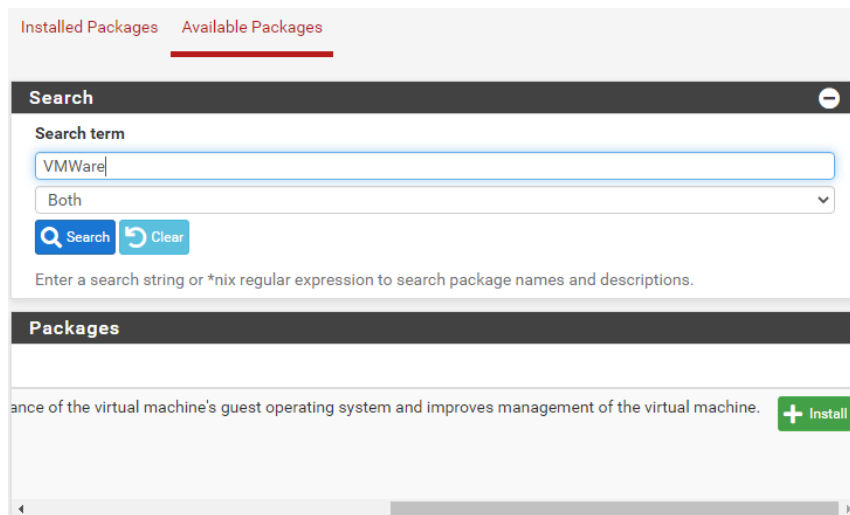 Installed Packages Available Packages
Search
Search term
VMWare
Both
Search Clear
Enter a search string or *nix regular expression to search package names and descriptions.
Packages
ance of the virtual machine's guest operating system and improves management of the virtual machine. Install